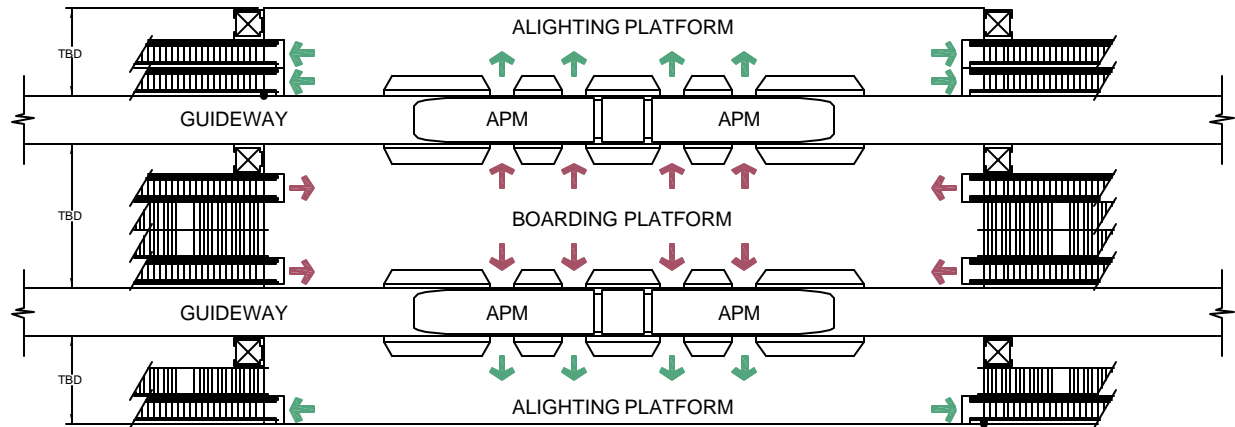 ALIGHTING PLATFORM
TBD
GUIDEWAY
APM
APM
TBD
BOARDING PLATFORM
GUIDEWAY
APM
APM
TBD
ALIGHTING PLATFORM